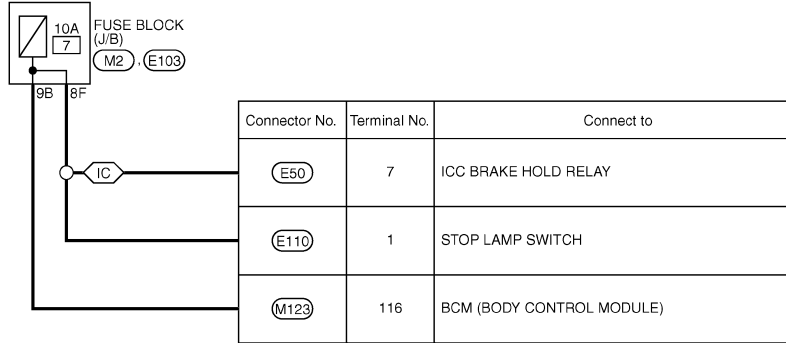 10A
7
FUSE BLOCK
(J/B)
M2 , E103
9B 8F
Connector No. Terminal No. Connect to
IC
E50 7 ICC BRAKE HOLD RELAY
E110 1 STOP LAMP SWITCH
M123 116 BCM (BODY CONTROL MODULE)